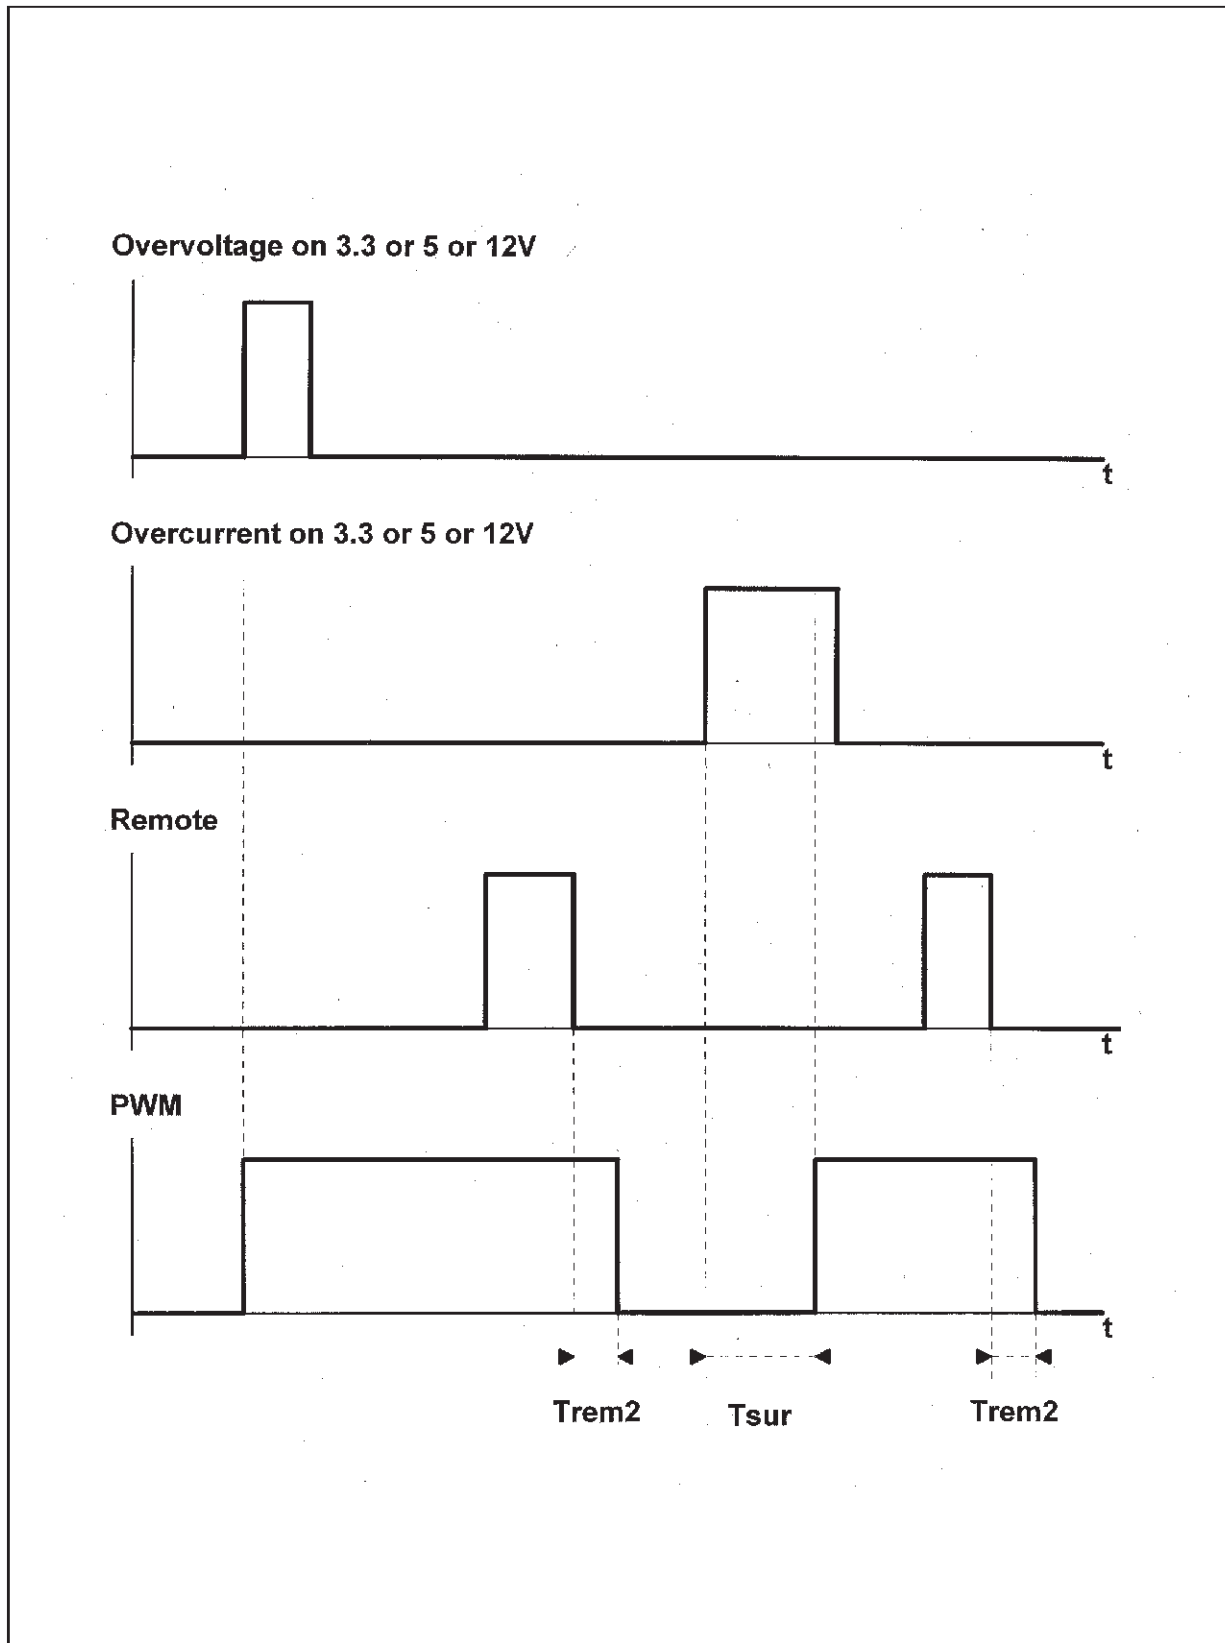 Overvoltage on 3.3 or 5 or 12V
t
Overcurrent on 3.3 or 5 or 12V
t
Remote
t
PWM
t
Trem2 Tsur Trem2